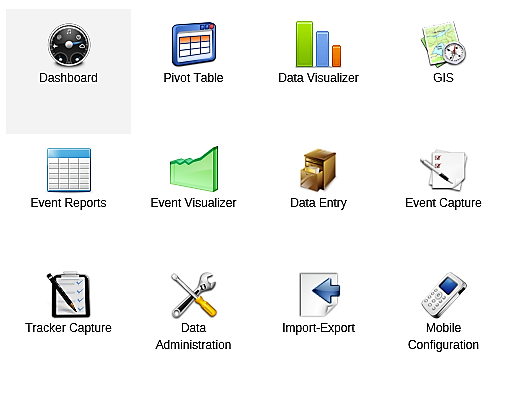 Dashboard
Pivot Table
Data Visualizer
GIS
Event Reports
Event Visualizer
Data Entry
Event Capture
Tracker Capture
Data
Administration
Import-Export
Mobile
Configuration